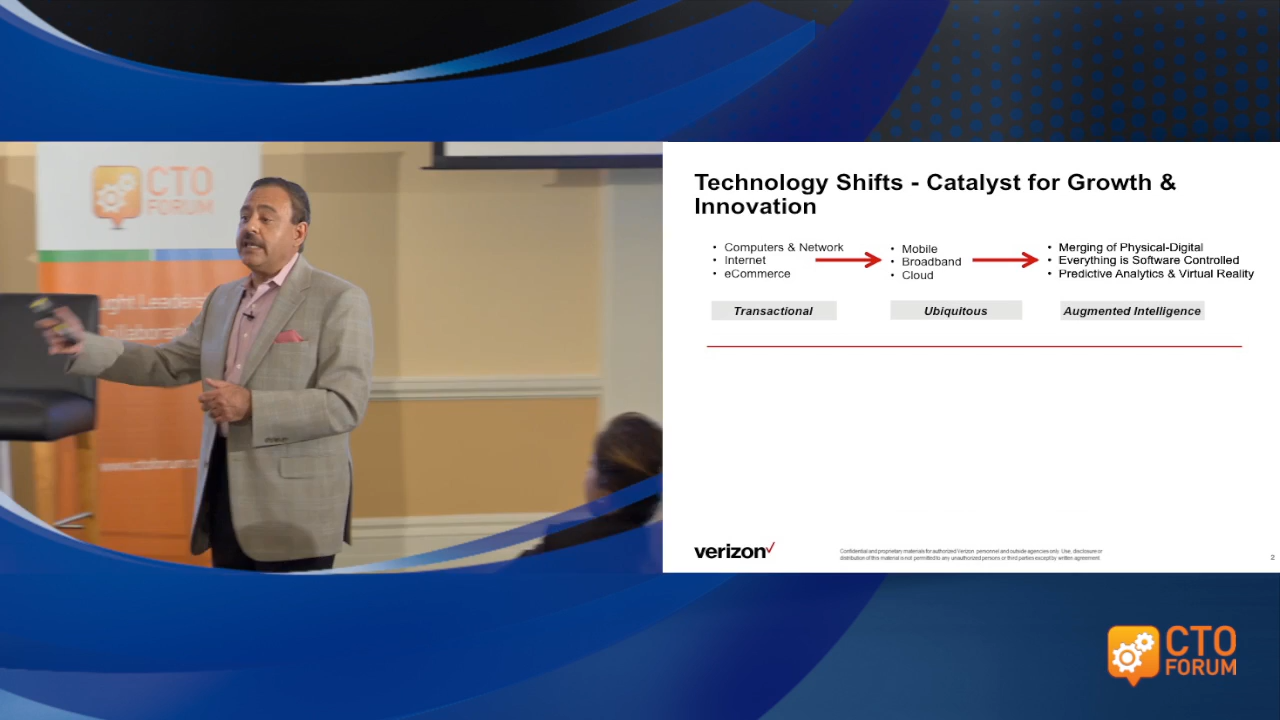 CTO
FORUM
Technology Shifts - Catalyst for Growth &
Innovation
• Computers & Network
• Internet
• eCommerce
Transactional
• Mobile
• Broadband
• Cloud
Ubiquitous
• Merging of Physical-Digital
• Everything is Software Controlled
• Predictive Analytics & Virtual Reality
Augmented Intelligence
verizon
Confidential and proprietary materials for authorized Verizon personnel and outside agencies only. Use, disclosure or
distribution of this material is not permitted to any unauthorized persons or third parties except by written agreement.
2
CTO
FORUM